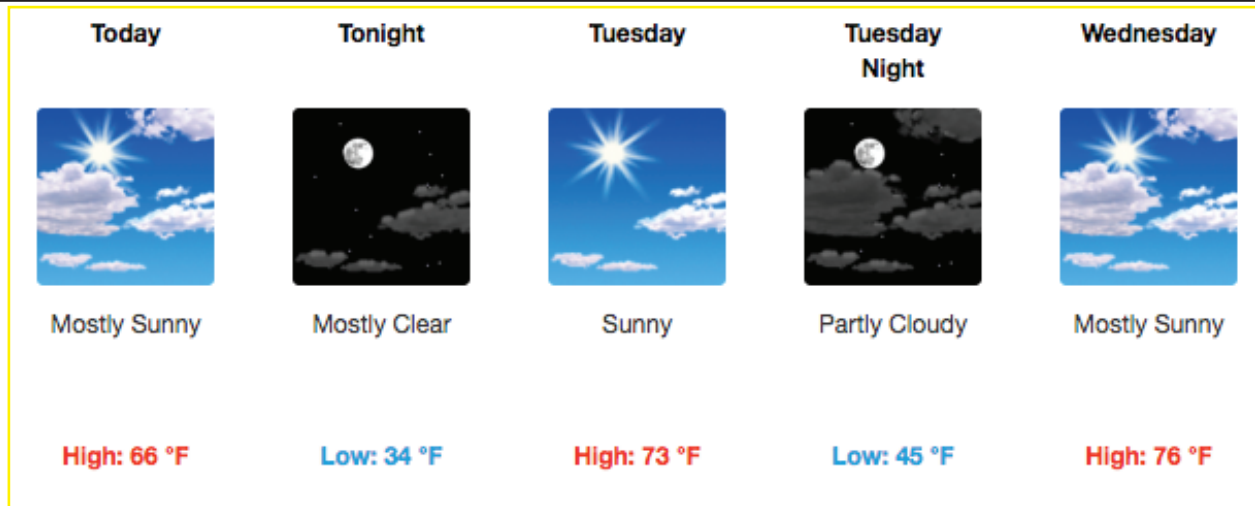 Today
Tonight
Tuesday
Tuesday
Night
Wednesday
Mostly Sunny
Mostly Clear
Sunny
Partly Cloudy
Mostly Sunny
High: 66 °F
Low: 34 °F
High: 73 °F
Low: 45 °F
High: 76 °F